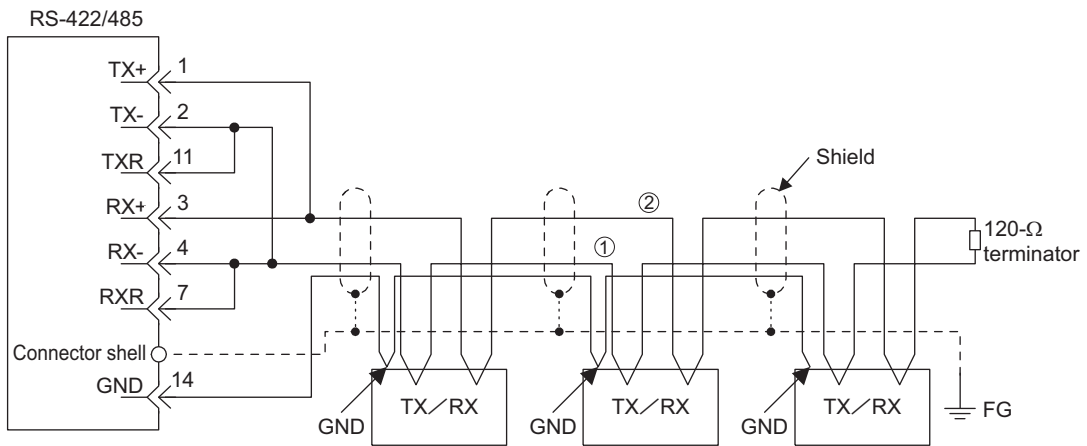 RS-422/485
TX+ 1
TX- 2
TXR 11
RX+ 3
RX- 4
RXR 7
Connector shell
GND 14
Shield
②
①
120-Ω
terminator
GND
TX/RX
GND
TX/RX
GND
TX/RX
FG